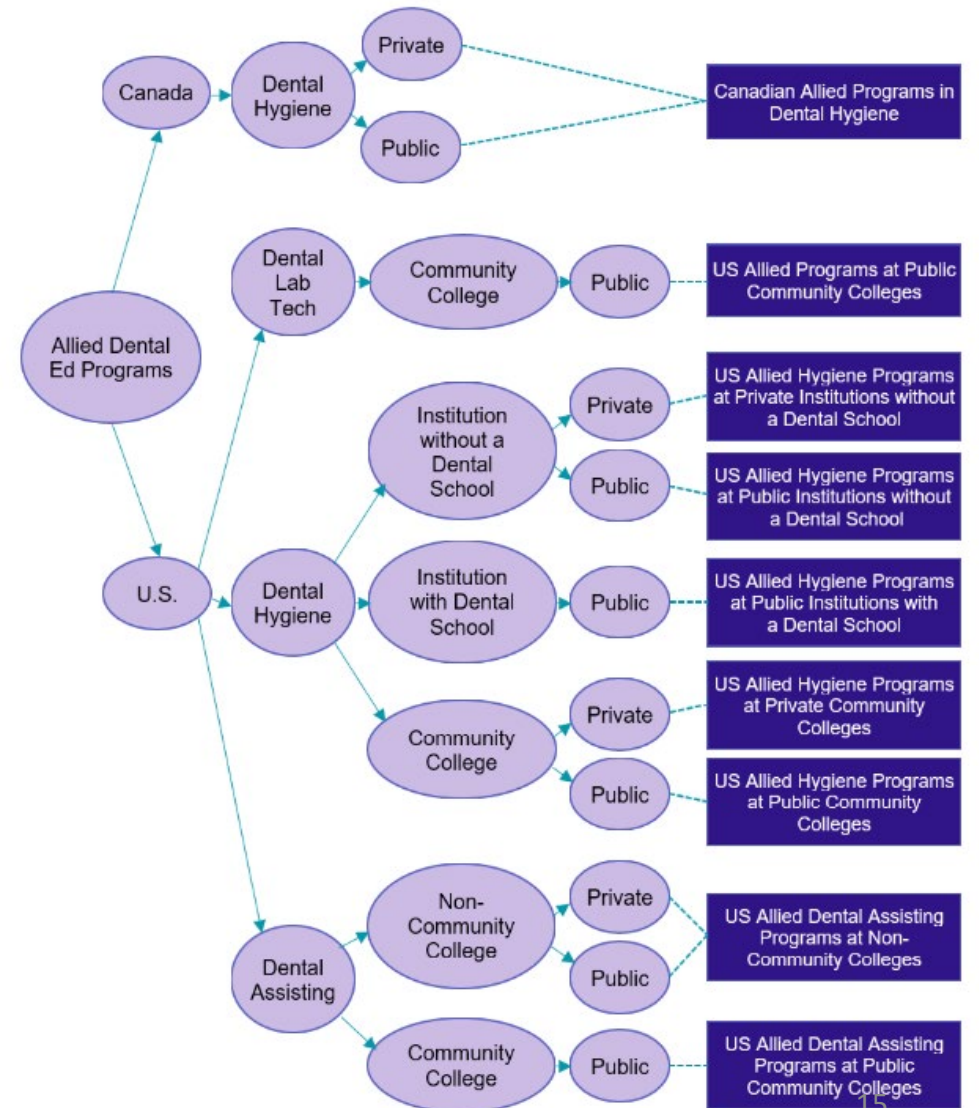 Private
Canada
Dental
Hygiene
Public
Canadian Allied Programs in
Dental Hygiene
Allied Dental
Ed Programs
Dental
Lab
Tech
Community
College
Public
US Allied Programs at Public
Community Colleges
U.S.
Dental
Hygiene
Institution
without a
Dental
School
Private
US Allied Hygiene Programs
at Private Institutions without
a Dental School
Public
US Allied Hygiene Programs
at Public Institutions without
a Dental School
Institution
with Dental
School
Public
US Allied Hygiene Programs
at Public Institutions with
a Dental School
Community
College
Private
US Allied Hygiene Programs
at Private Community
Colleges
Public
US Allied Hygiene Programs
at Public Community
Colleges
Dental
Assisting
Non-
Community
College
Private
Public
US Allied Dental Assisting
Programs at Non-
Community Colleges
Community
College
Public
US Allied Dental Assisting
Programs at Public
Community Colleges
15